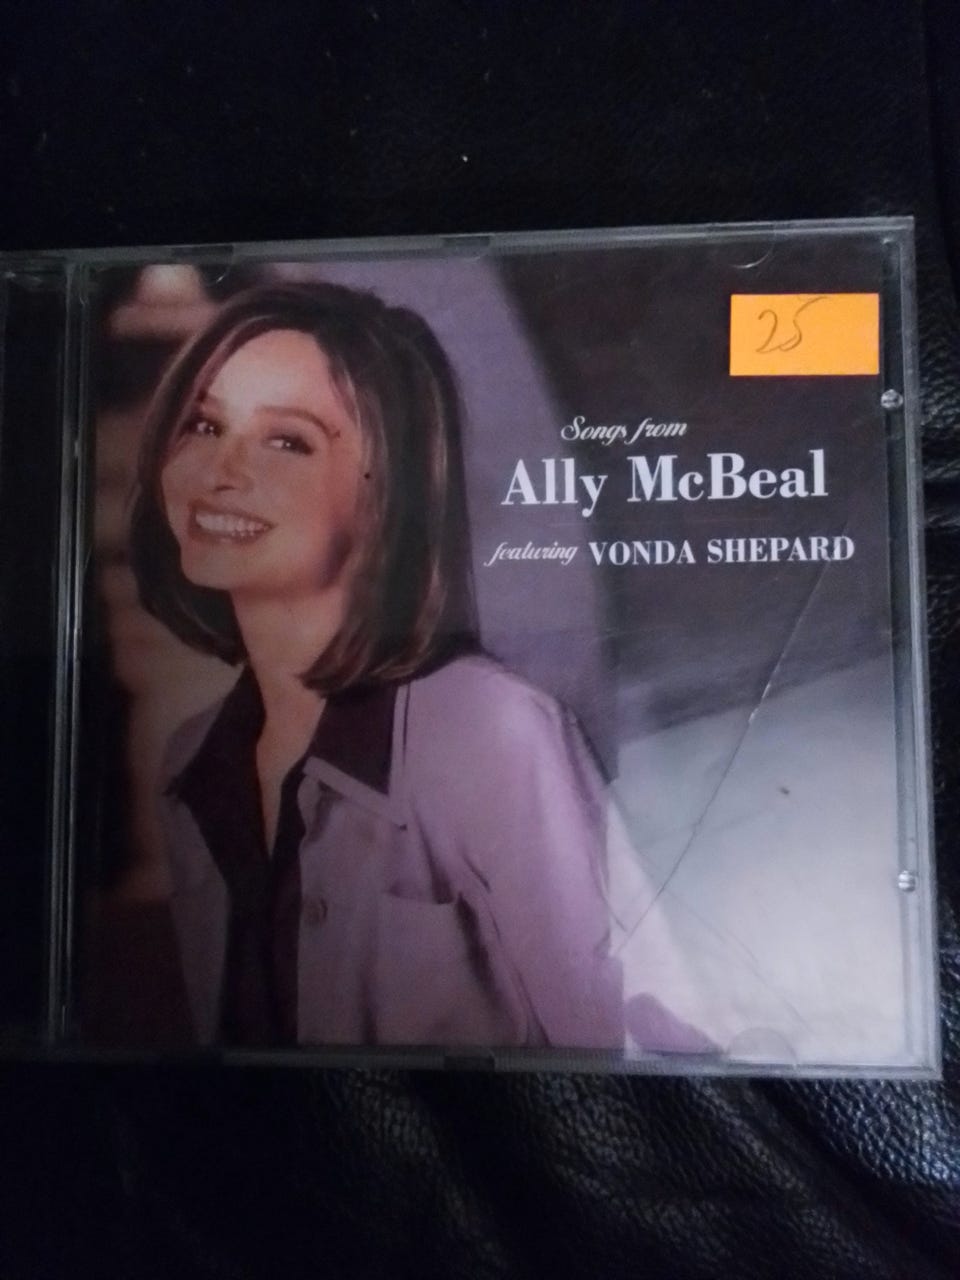 25
Songs from
Ally McBeal
featuring VONDA SHEPARD